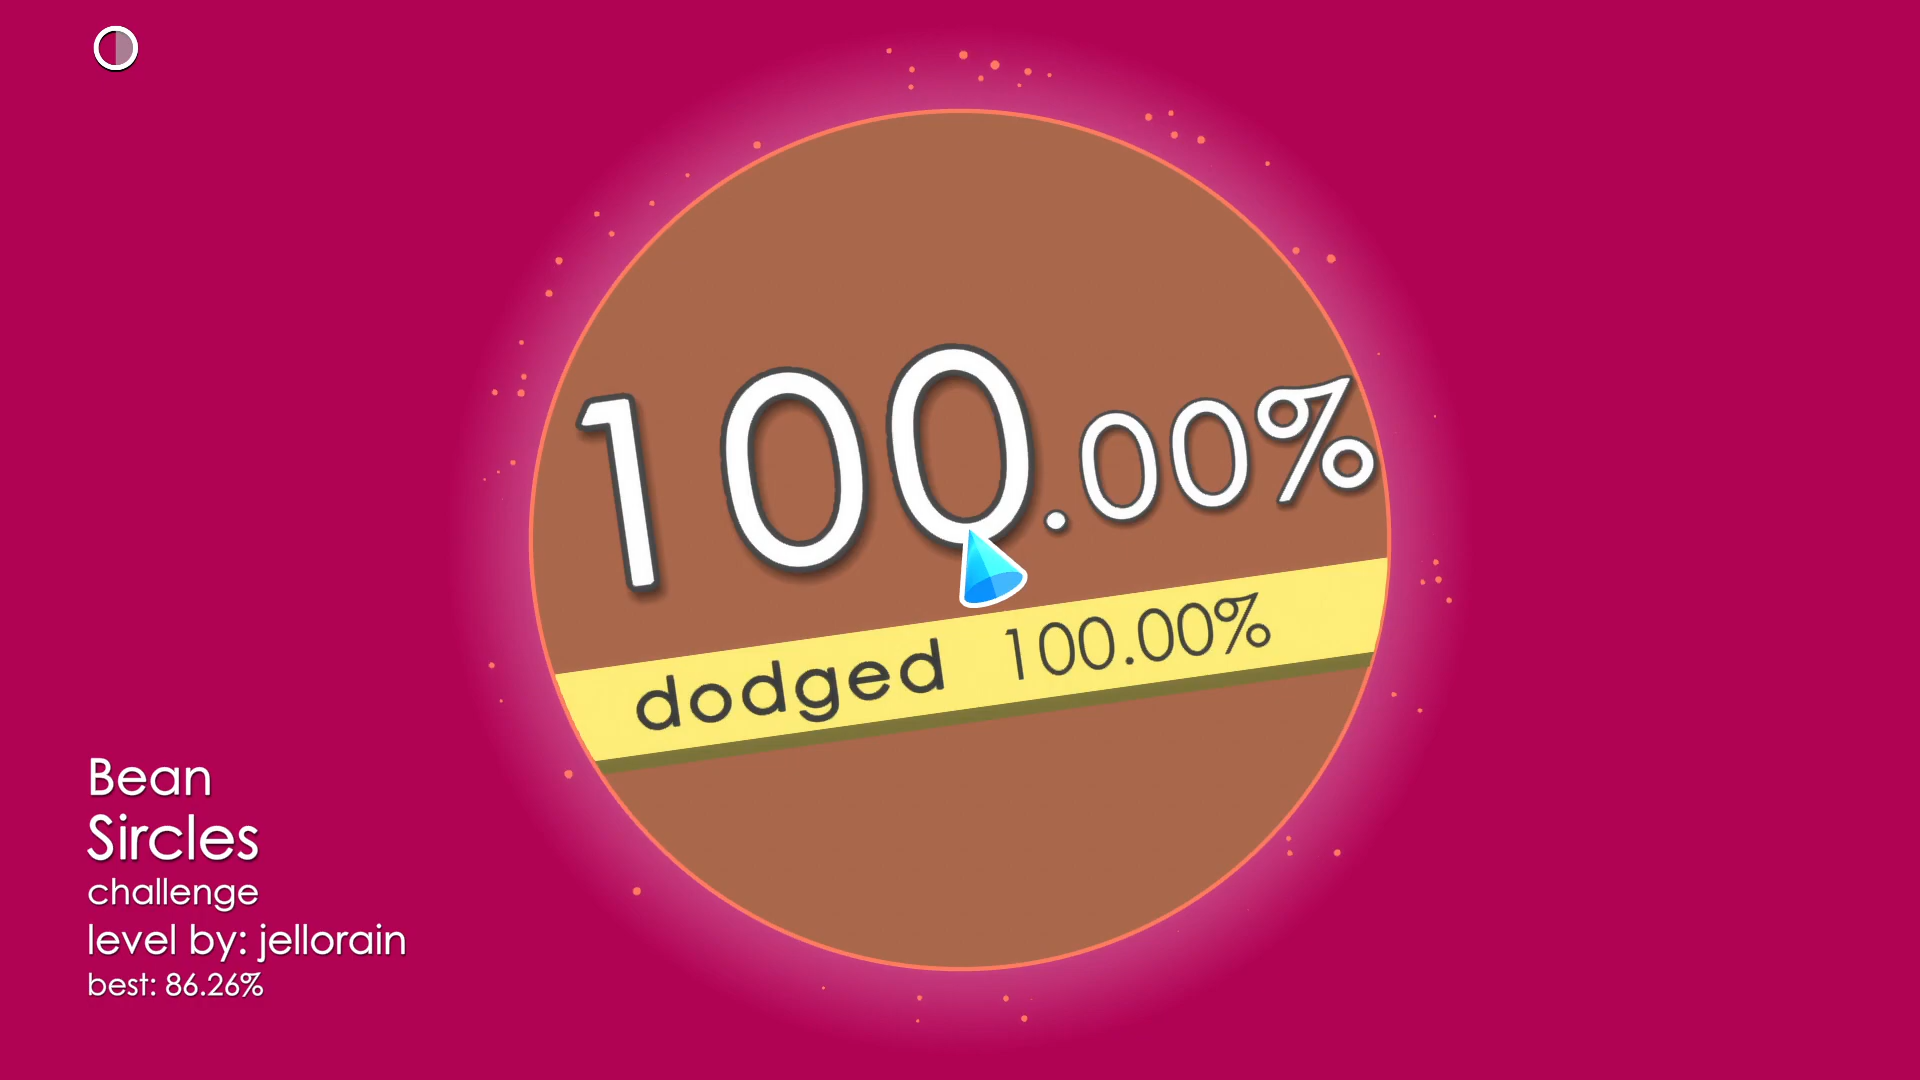 100.00%
dodged 100.00%
Bean
Sircles
challenge
level by: jellorain
best: 86.26%